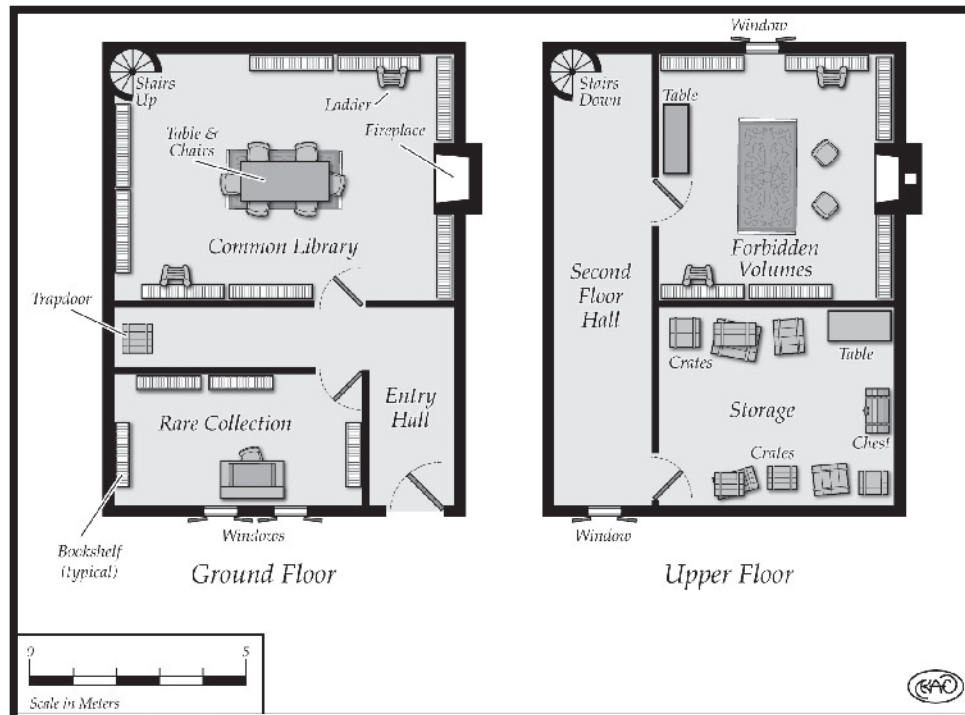 Window
Stairs
Up
Ladder
Fireplace
Table &
Chairs
Common Library
Trapdoor
Entry
Hall
Rare Collection
Bookshelf
(typical)
Windows
Ground Floor
Stairs
Down
Table
Forbidden
Volumes
Second
Floor
Hall
Crates
Table
Storage
Chest
Crates
Window
Upper Floor
0
5
Scale in Meters